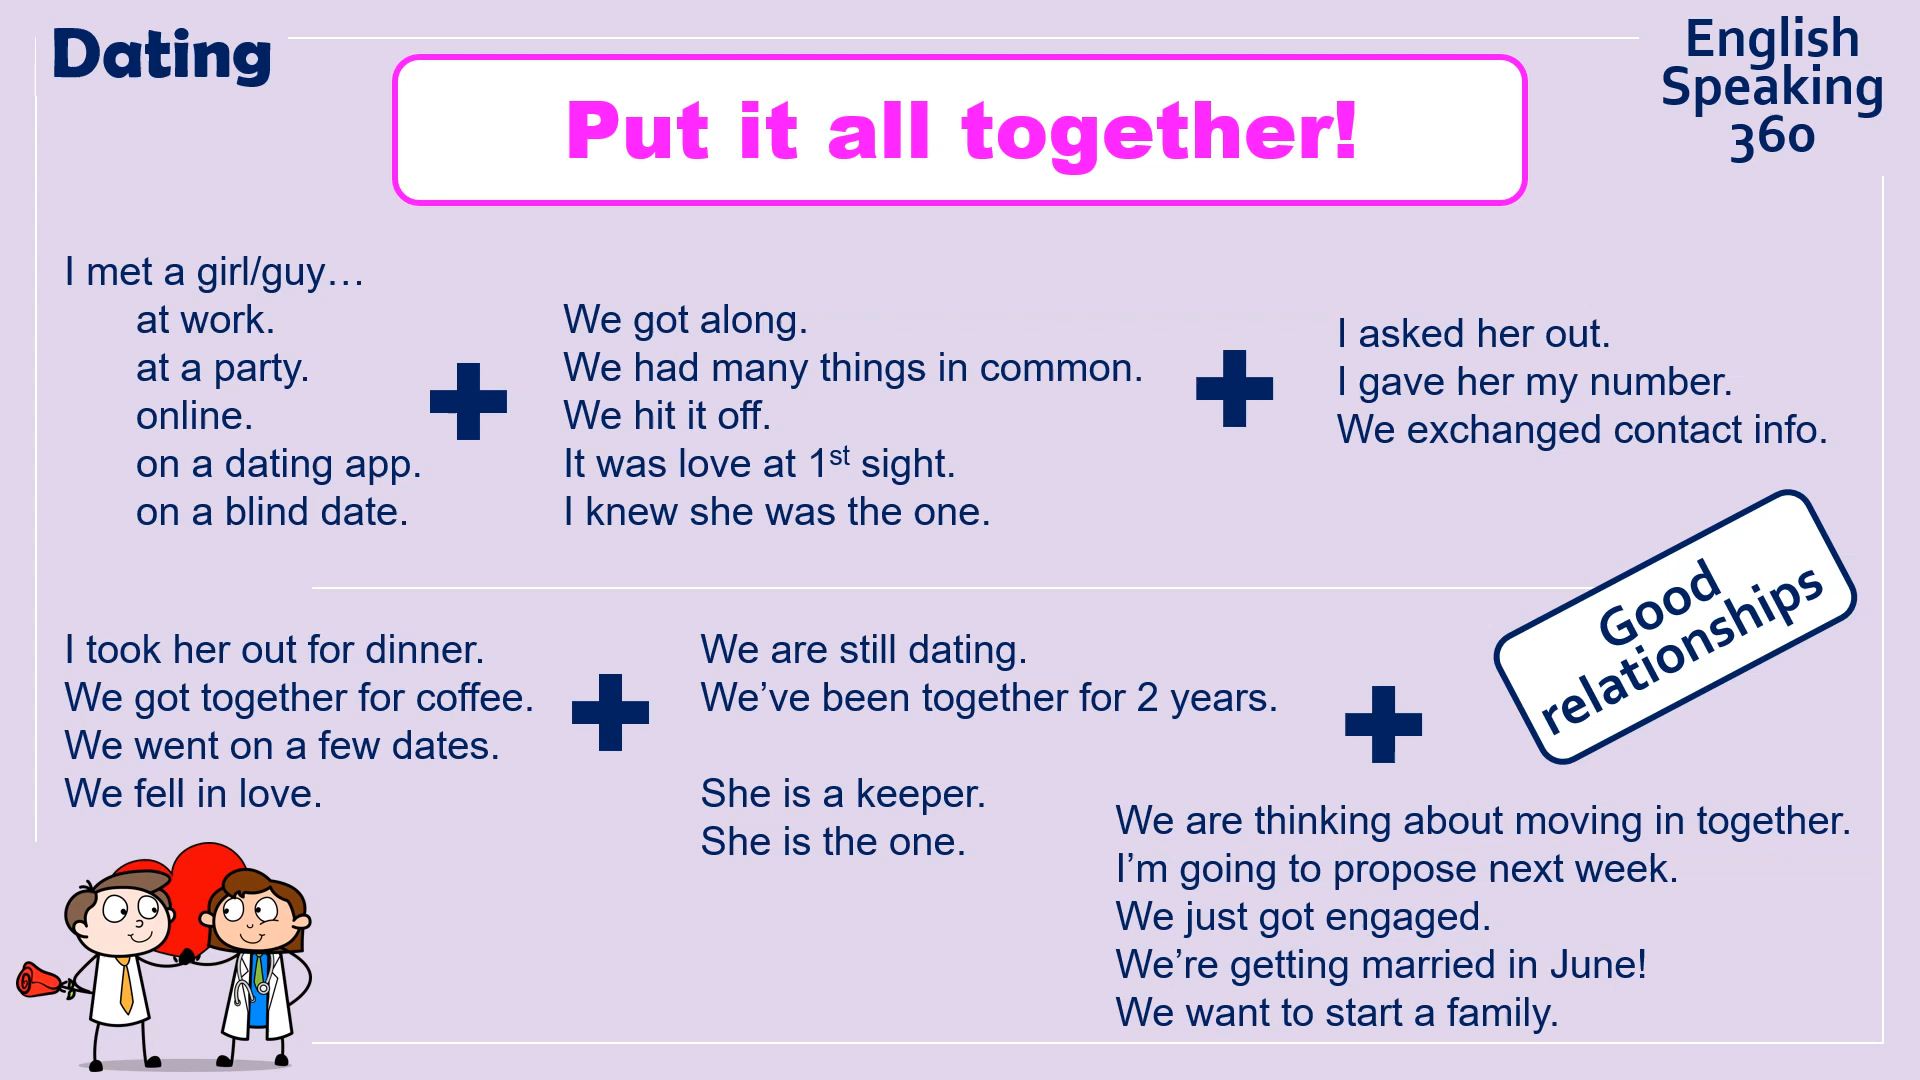 Dating
English
Speaking
360
Put it all together!
I met a girl/guy…
at work.
at a party.
online.
on a dating app.
on a blind date.
We got along.
We had many things in common.
We hit it off.
It was love at 1st sight.
I knew she was the one.
I asked her out.
I gave her my number.
We exchanged contact info.
Good
relationships
I took her out for dinner.
We got together for coffee.
We went on a few dates.
We fell in love.
We are still dating.
We’ve been together for 2 years.
She is a keeper.
She is the one.
We are thinking about moving in together.
I’m going to propose next week.
We just got engaged.
We’re getting married in June!
We want to start a family.